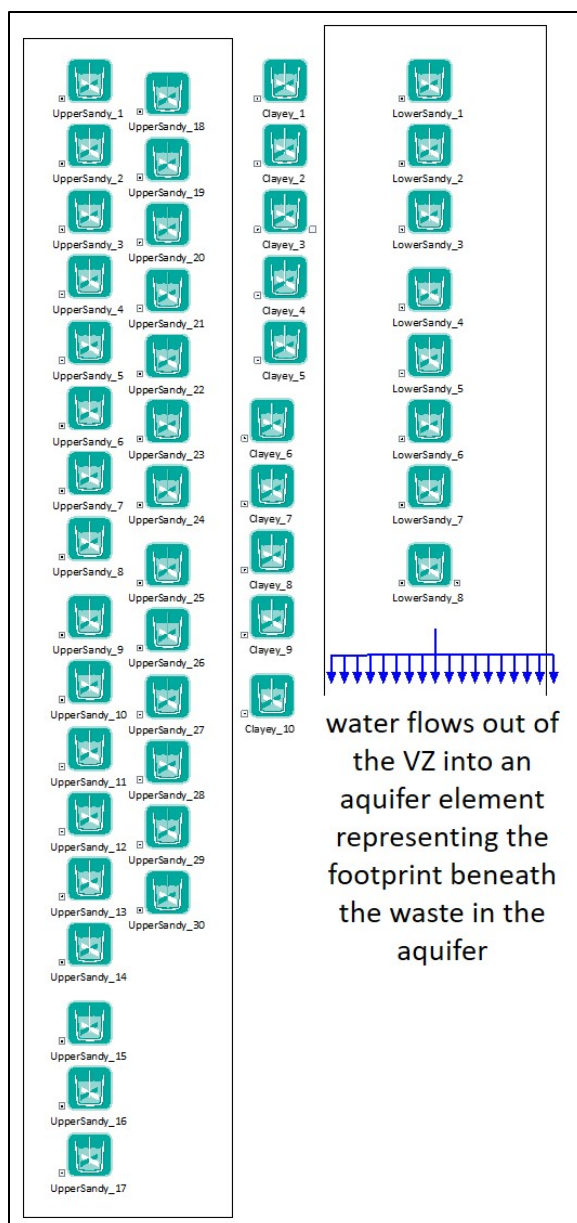 UpperSandy_1
UpperSandy_2
UpperSandy_3
UpperSandy_4
UpperSandy_5
UpperSandy_6
UpperSandy_7
UpperSandy_8
UpperSandy_9
UpperSandy_10
UpperSandy_11
UpperSandy_12
UpperSandy_13
UpperSandy_14
UpperSandy_15
UpperSandy_16
UpperSandy_17
UpperSandy_18
UpperSandy_19
UpperSandy_20
UpperSandy_21
UpperSandy_22
UpperSandy_23
UpperSandy_24
UpperSandy_25
UpperSandy_26
UpperSandy_27
UpperSandy_28
UpperSandy_29
UpperSandy_30
Clayey_1
Clayey_2
Clayey_3
Clayey_4
Clayey_5
Clayey_6
Clayey_7
Clayey_8
Clayey_9
Clayey_10
LowerSandy_1
LowerSandy_2
LowerSandy_3
LowerSandy_4
LowerSandy_5
LowerSandy_6
LowerSandy_7
LowerSandy_8
water flows out of
the VZ into an
aquifer element
representing the
footprint beneath
the waste in the
aquifer